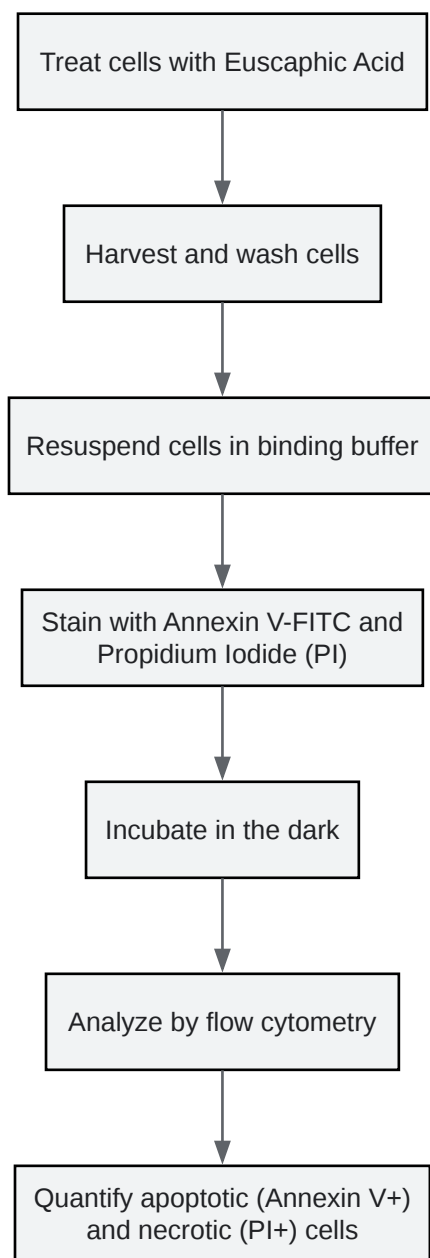 Treat cells with Euscaphic Acid
Harvest and wash cells
Resuspend cells in binding buffer
Stain with Annexin V-FITC and
Propidium Iodide (PI)
Incubate in the dark
Analyze by flow cytometry
Quantify apoptotic (Annexin V+)
and necrotic (PI+) cells